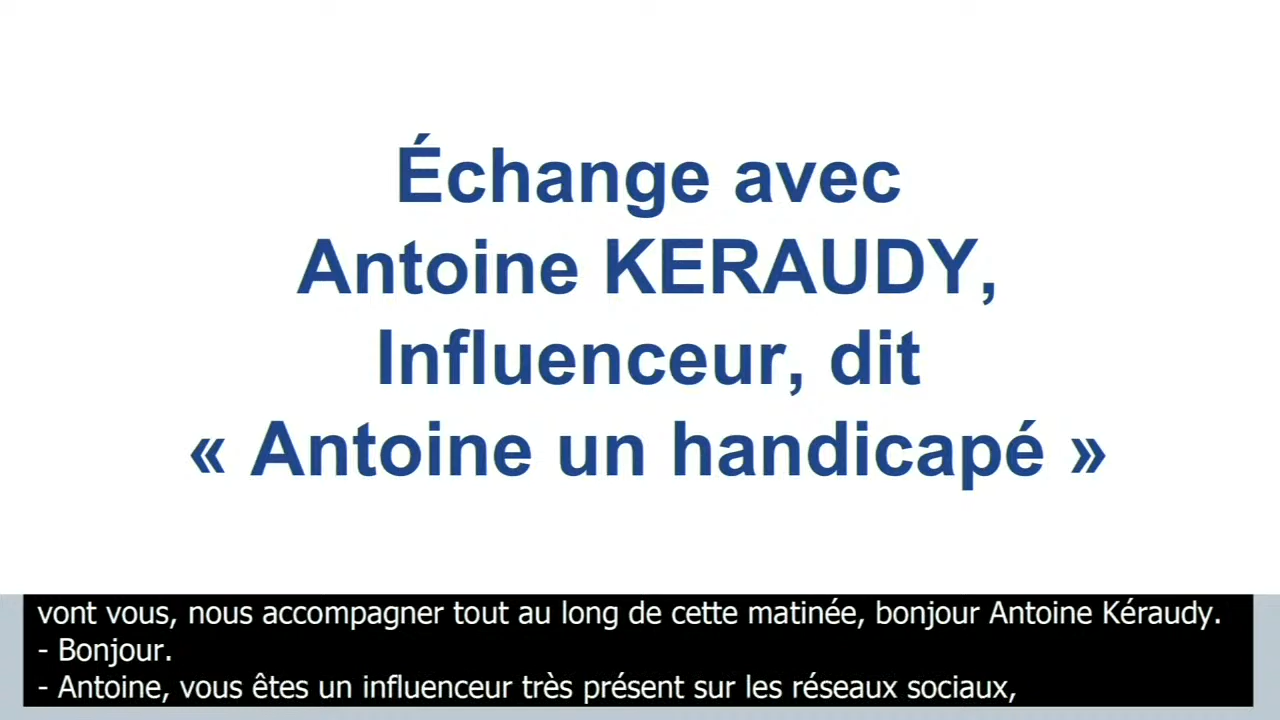 Échange avec
Antoine KERAUDY,
Influenceur, dit
« Antoine un handicapé »
vont vous, nous accompagner tout au long de cette matinée, bonjour Antoine Kéraudy.
- Bonjour.
- Antoine, vous êtes un influenceur très présent sur les réseaux sociaux,